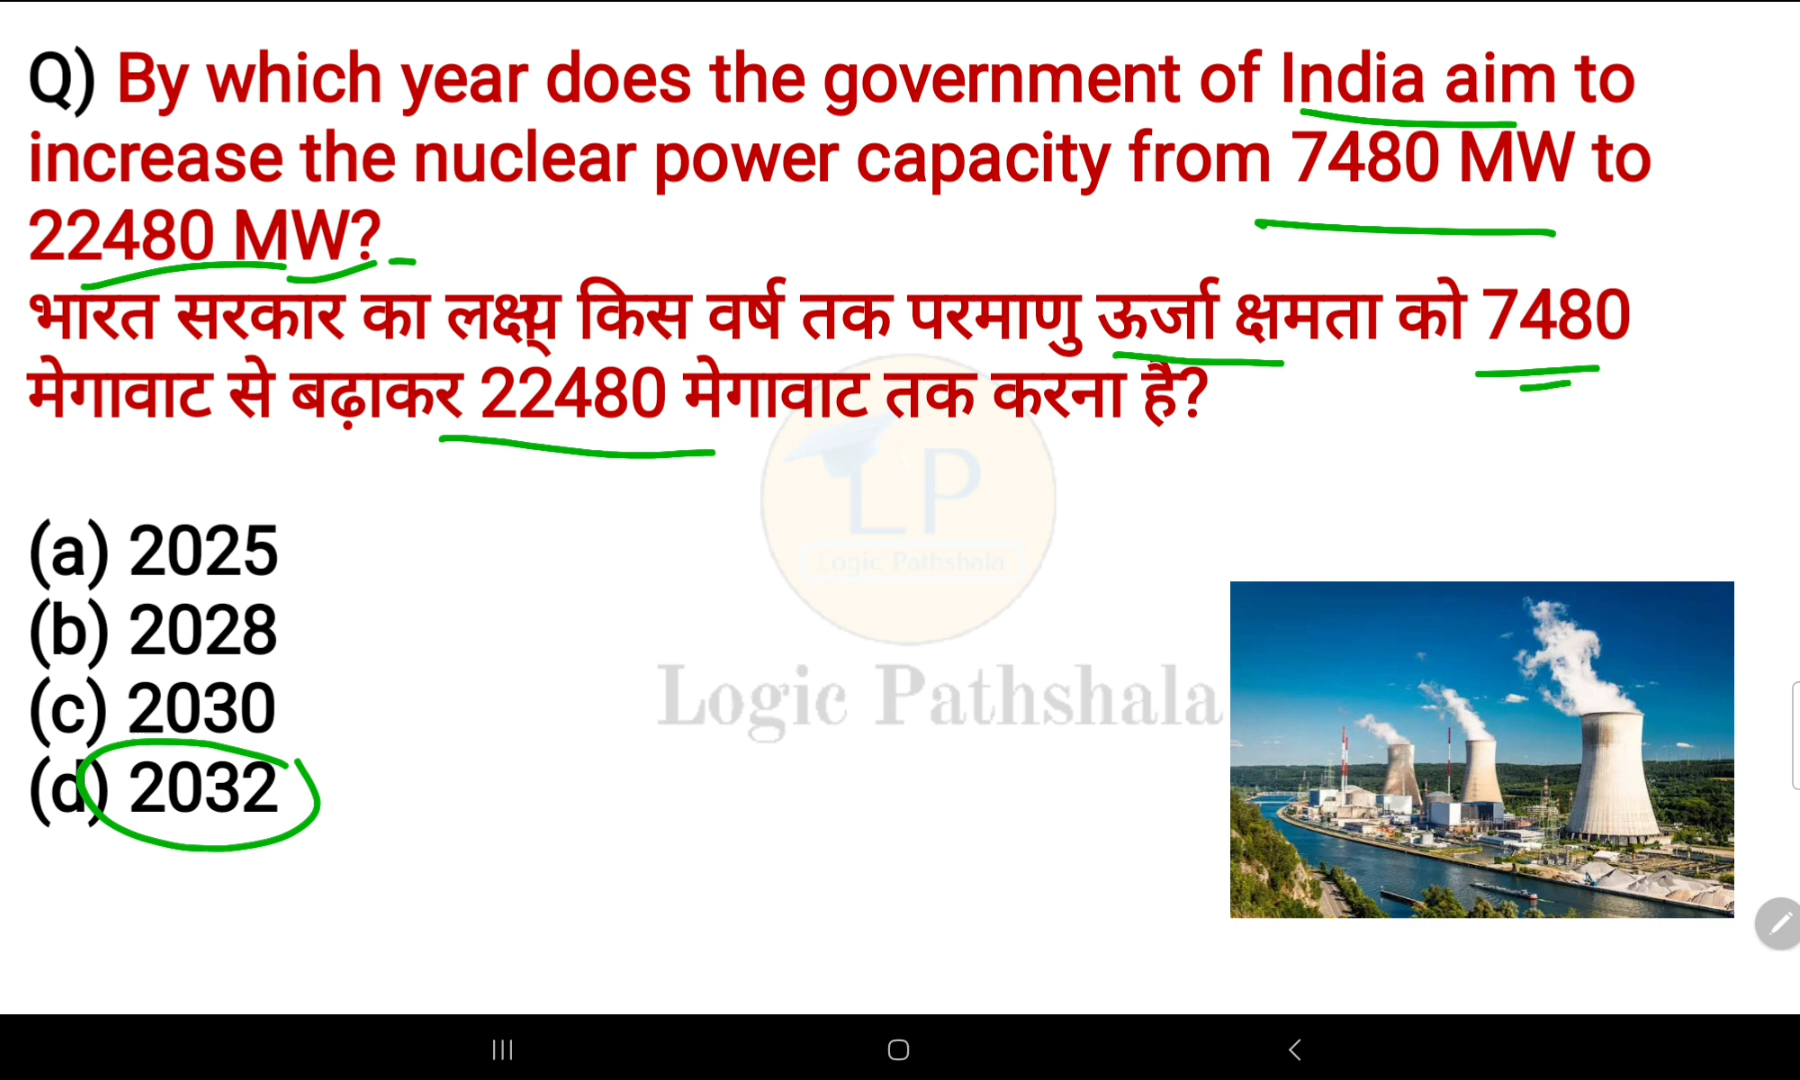 Q) By which year does the government of India aim to
increase the nuclear power capacity from 7480 MW to
22480 MW?
भारत सरकार का लक्ष्य किस वर्ष तक परमाणु ऊर्जा क्षमता को 7480
मेगावाट से बढ़ाकर 22480 मेगावाट तक करना है?
(a) 2025
(b) 2028
(c) 2030
(d) 2032
LP
Logic Pathshala
Logic Pathshala